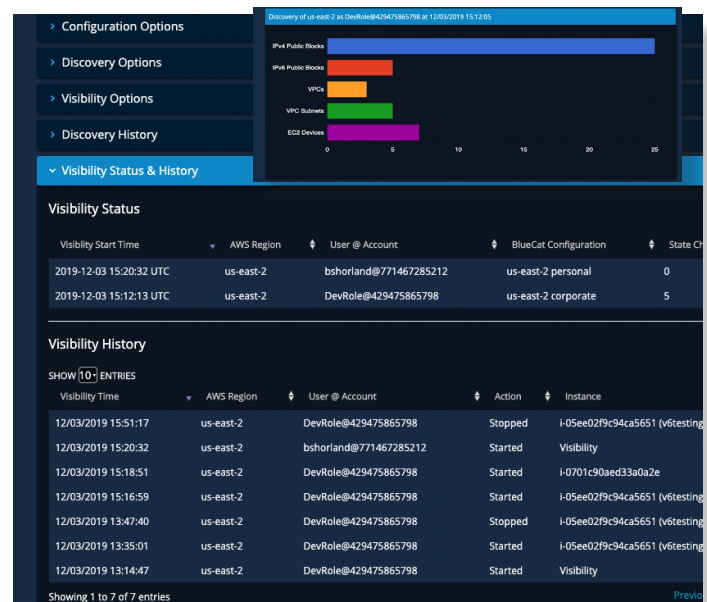 Configuration Options
Discovery Options
Visibility Options
Discovery History
Visibility Status & History
Discovery of us-east-2 as DevRole@429475865798 at 12/03/2019 15:12:05
IPv4 Public Blocks
IPv6 Public Blocks
VPCs
VPC Subnets
EC2 Devices
0 5 10 15 20 25
Visibility Status
Visiblity Start Time AWS Region User @ Account BlueCat Configuration State Ch
2019-12-03 15:20:32 UTC us-east-2 bshorland@771467285212 us-east-2 personal 0
2019-12-03 15:12:13 UTC us-east-2 DevRole@429475865798 us-east-2 corporate 5
Visibility History
SHOW 10 ENTRIES
Visibility Time AWS Region User @ Account Action Instance
12/03/2019 15:51:17 us-east-2 DevRole@429475865798 Stopped i-05ee02f9c94ca5651 (v6testing
12/03/2019 15:20:32 us-east-2 bshorland@771467285212 Started Visibility
12/03/2019 15:18:51 us-east-2 DevRole@429475865798 Started i-0701c90aed33a0a2e
12/03/2019 15:16:59 us-east-2 DevRole@429475865798 Started i-05ee02f9c94ca5651 (v6testing
12/03/2019 13:47:40 us-east-2 DevRole@429475865798 Stopped i-05ee02f9c94ca5651 (v6testing
12/03/2019 13:35:01 us-east-2 DevRole@429475865798 Started i-05ee02f9c94ca5651 (v6testing
12/03/2019 13:14:47 us-east-2 DevRole@429475865798 Started Visibility
Showing 1 to 7 of 7 entries Previo